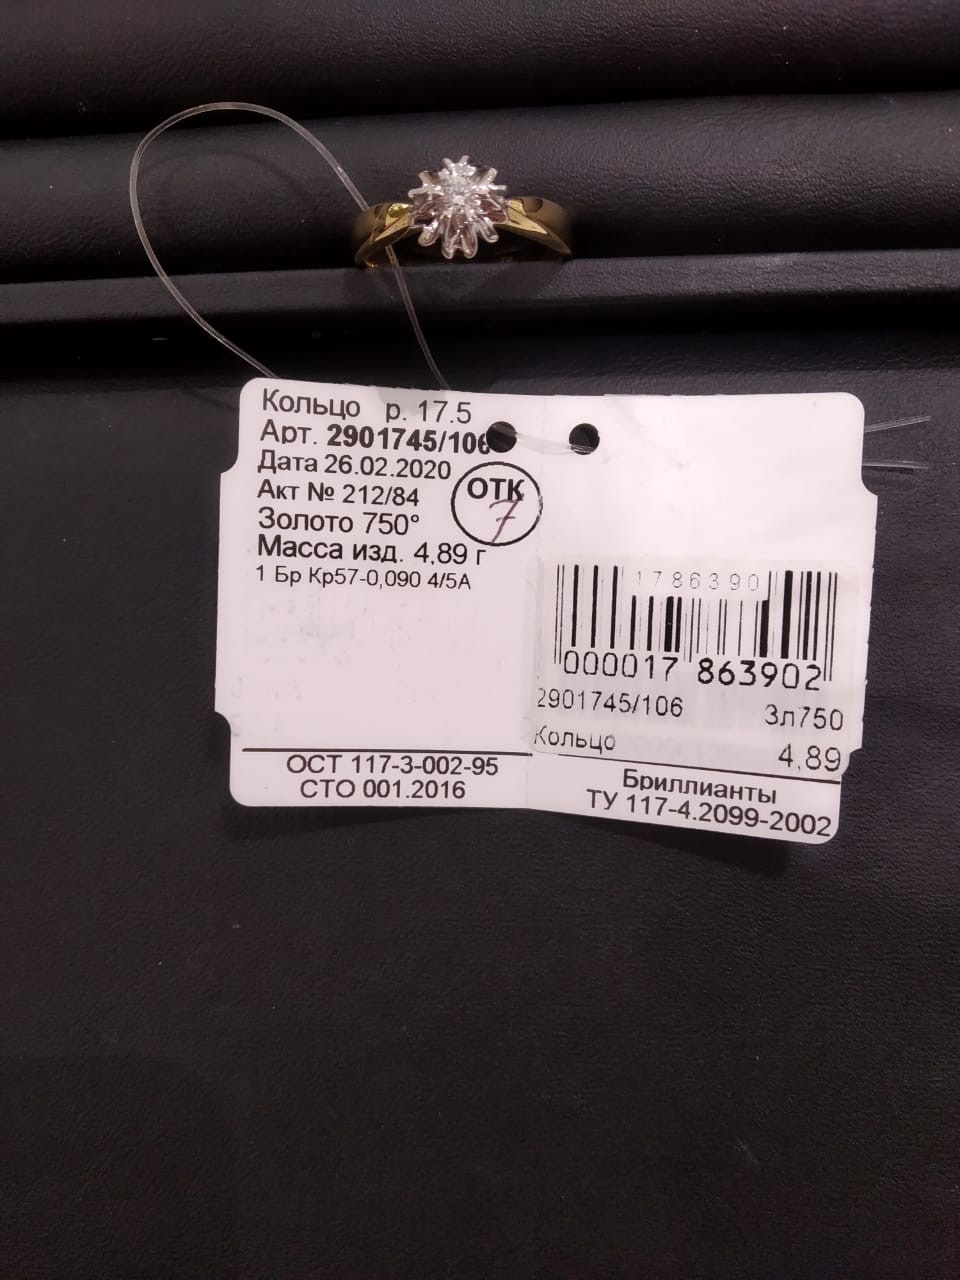 Кольцо р. 17.5
Арт. 2901745/106
Дата 26.02.2020
Акт № 212/84
ОТК
7
Золото 750°
Масса изд. 4,89 г
1 Бр Кр57-0,090 4/5А
ОСТ 117-3-002-95
СТО 001.2016
1786390
000017 863902
2901745/106 Зл750
Кольцо 4,89
Бриллианты
ТУ 117-4.2099-2002